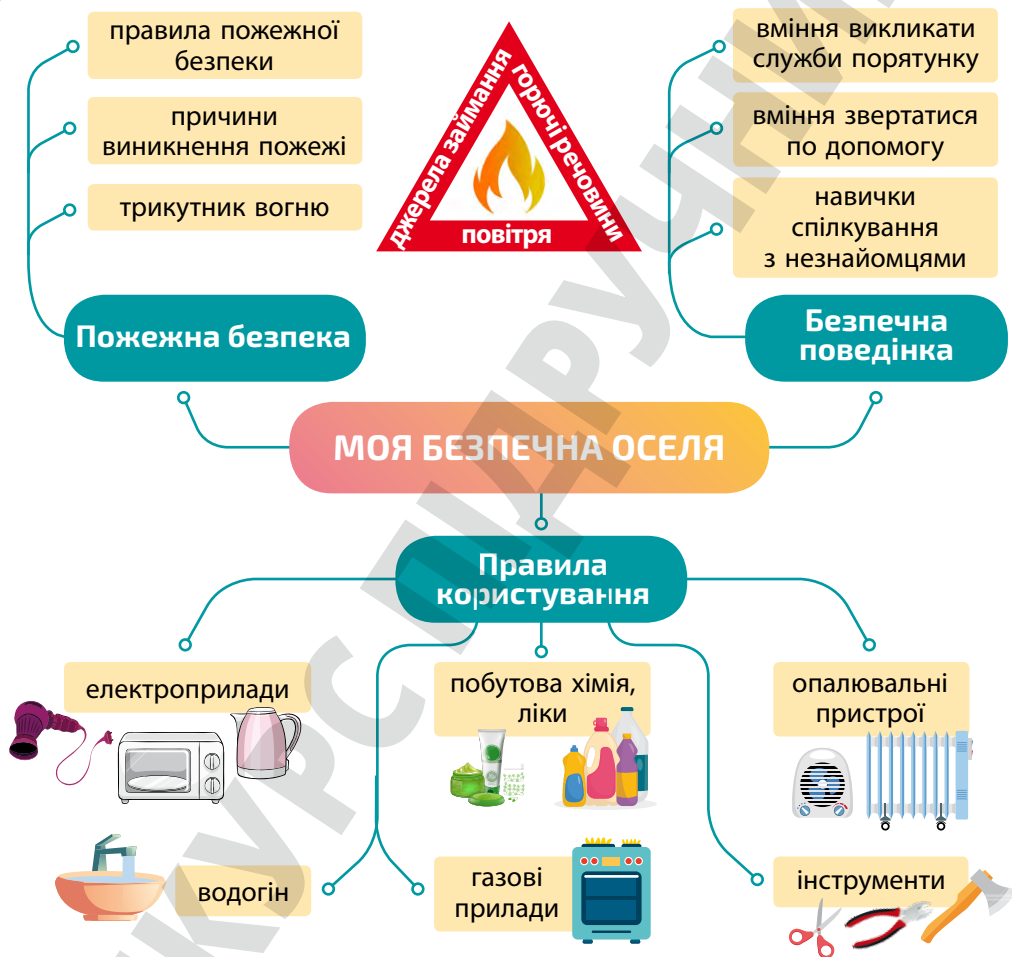 правила пожежної
безпеки
причини
виникнення пожежі
трикутник вогню
Пожежна безпека
джерела займання
горючі речовини
повітря
вміння викликати
служби порятунку
вміння звертатися
по допомогу
навички
спілкування
з незнайомцями
Безпечна
поведінка
МОЯ БЕЗПЕЧНА ОСЕЛЯ
Правила
користування
електроприлади
побутова хімія,
ліки
опалювальні
пристрої
водогін
газові
прилади
інструменти
КУРС ПІДРУЧНИ